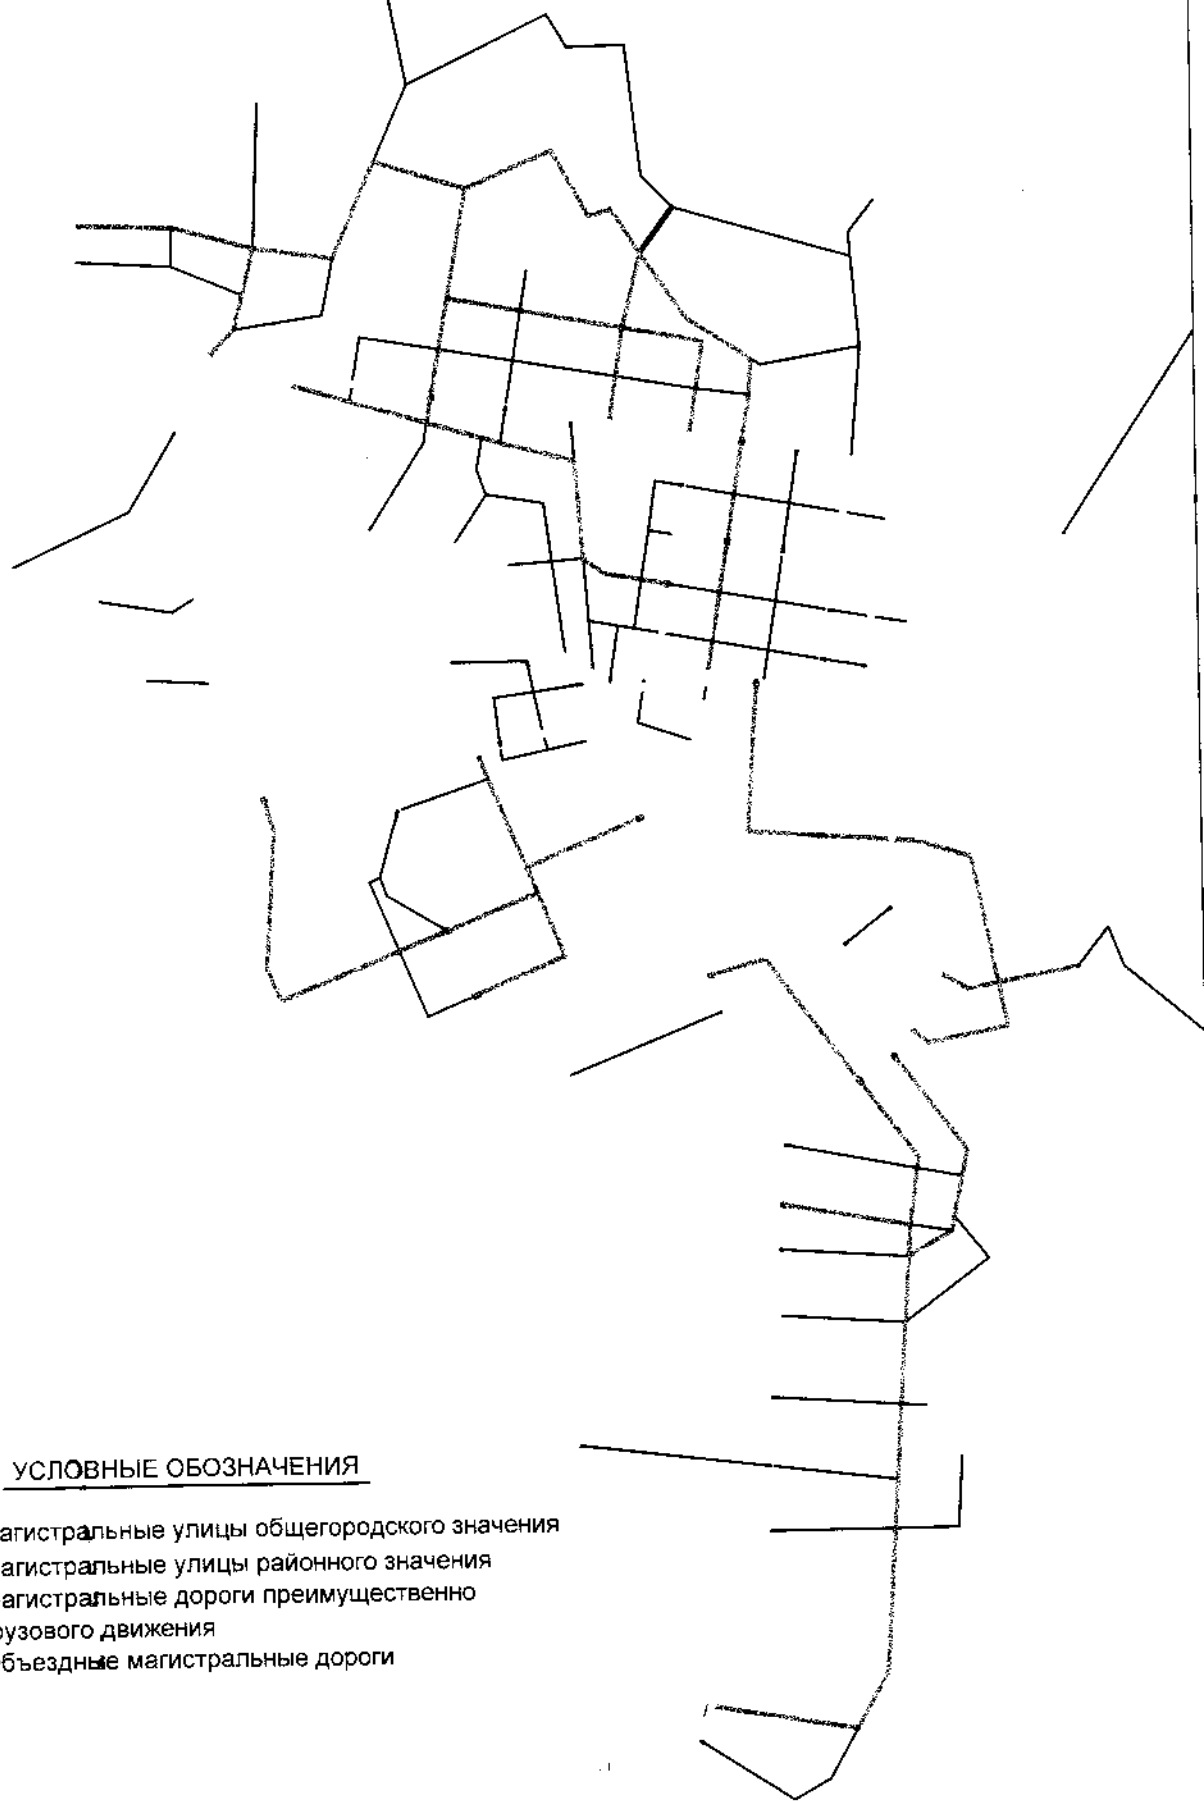 УСЛОВНЫЕ ОБОЗНАЧЕНИЯ
агистральные улицы общегородского значения
агистральные улицы районного значения
агистральные дороги преимущественно
рузового движения
бъездные магистральные дороги